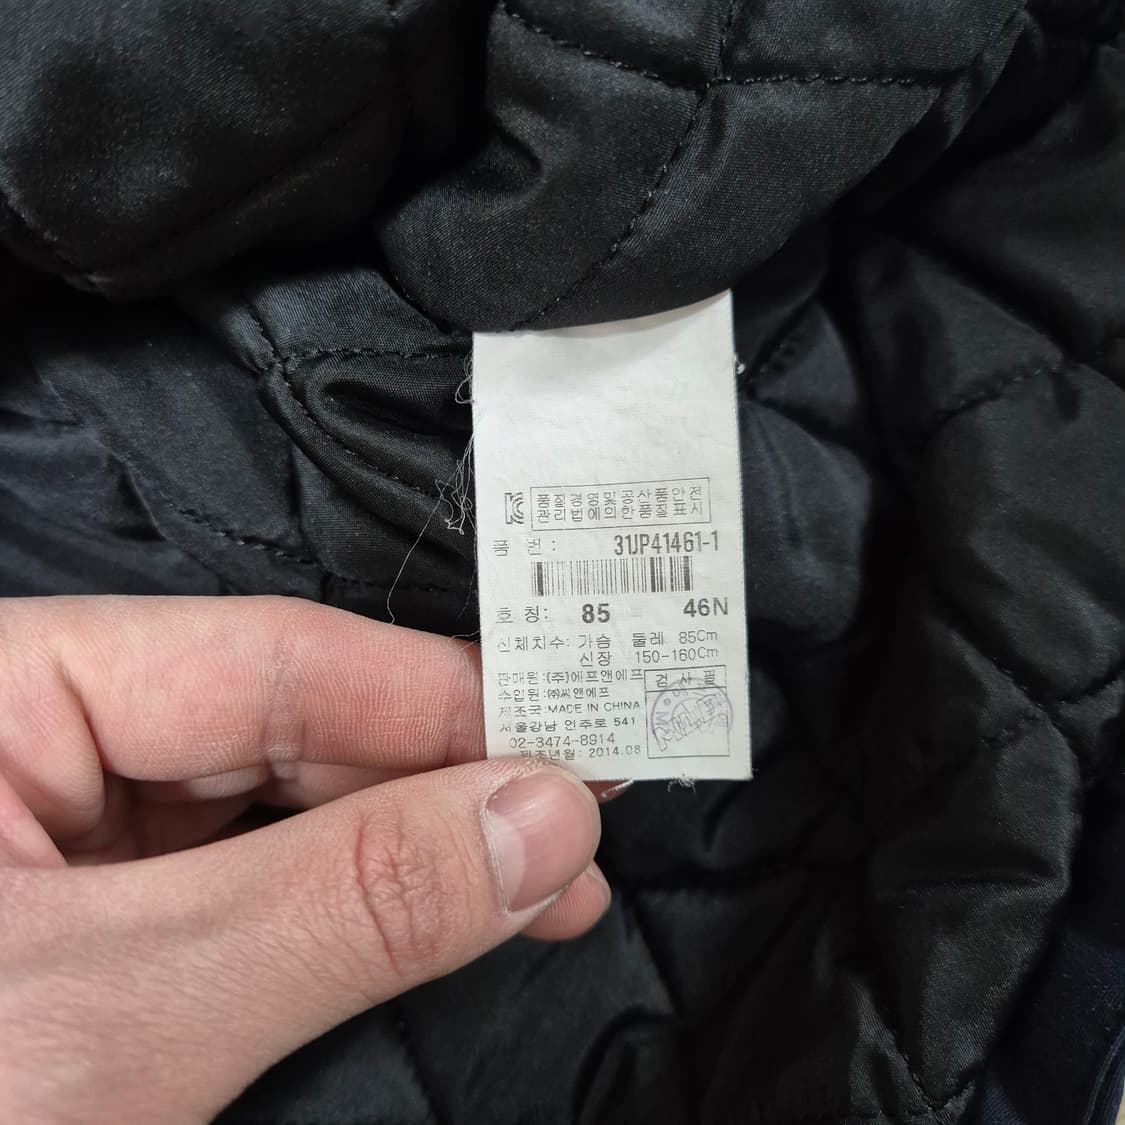 품질경영및공산품안전
관리법에의한품질표시
품 번: 31JP41461-1
호 칭: 85 46N
신체치수: 가슴 둘레 85Cm
신장 150-160Cm
판매원:(주)에프앤에프
수입원:㈜씨앤에프
검 사 필
제조국:MADE IN CHINA
서울강남 언주로 541
02-3474-8914
제조년월: 2014.08